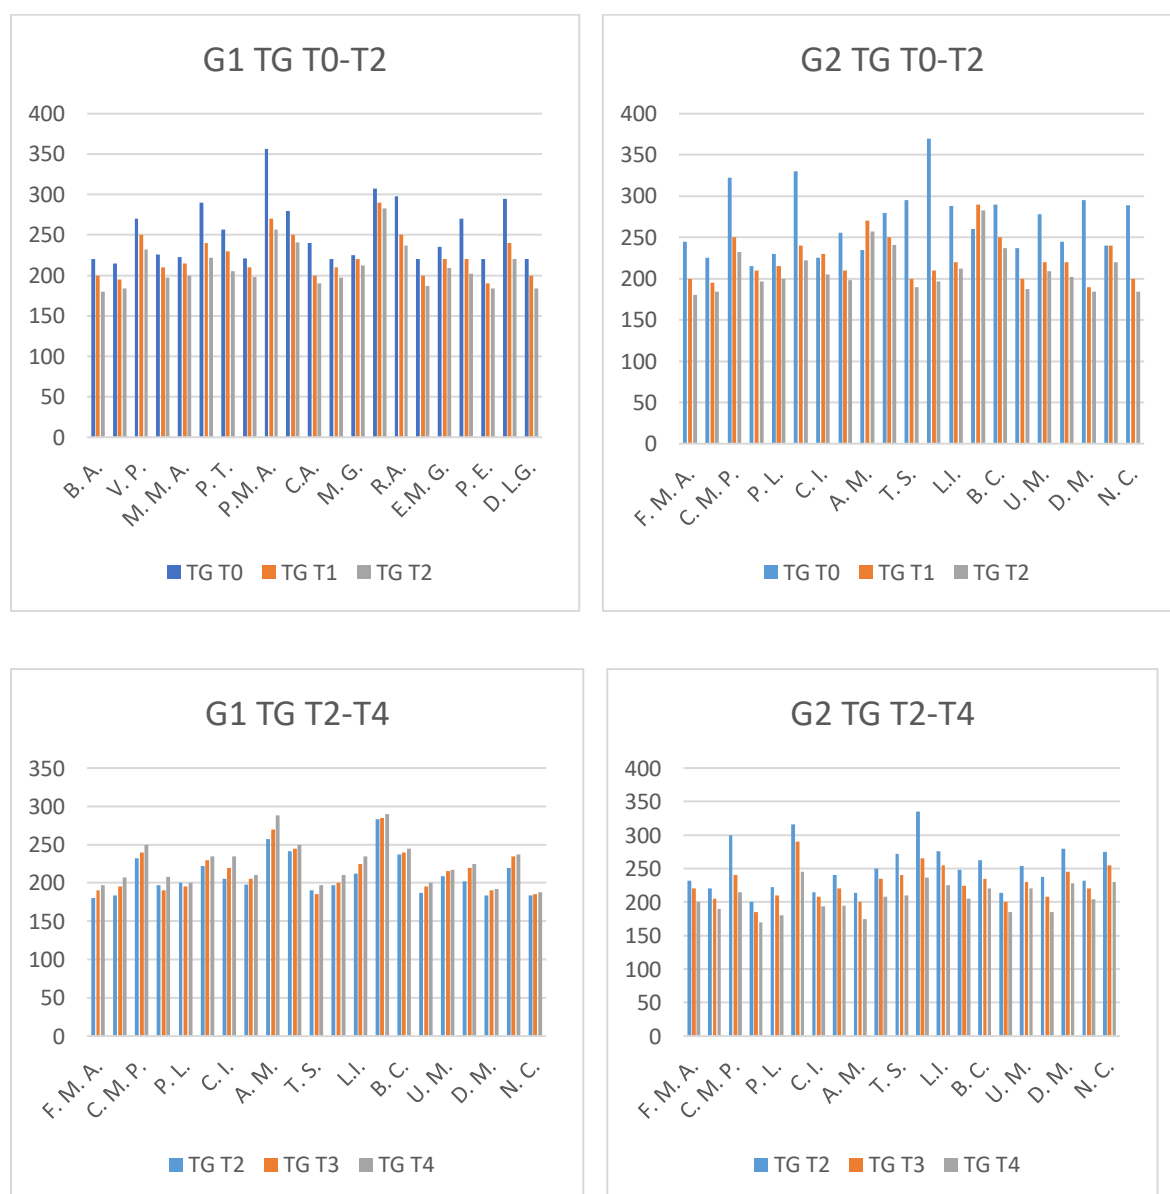 G1 TG T0-T2
400
350
300
250
200
150
100
50
0
B. A.
V. P.
M. M. A.
P. T.
P.M. A.
C.A.
M. G.
R.A.
E.M. G.
P. E.
D. L.G.
TG T0 TG T1 TG T2
G2 TG T0-T2
400
350
300
250
200
150
100
50
0
F. M. A.
C. M. P.
P. L.
C. I.
A. M.
T. S.
L.I.
B. C.
U. M.
D. M.
N. C.
TG T0 TG T1 TG T2
G1 TG T2-T4
350
300
250
200
150
100
50
0
F. M. A.
C. M. P.
P. L.
C. I.
A. M.
T. S.
L.I.
B. C.
U. M.
D. M.
N. C.
TG T2 TG T3 TG T4
G2 TG T2-T4
400
350
300
250
200
150
100
50
0
F. M. A.
C. M. P.
P. L.
C. I.
A. M.
T. S.
L.I.
B. C.
U. M.
D. M.
N. C.
TG T2 TG T3 TG T4